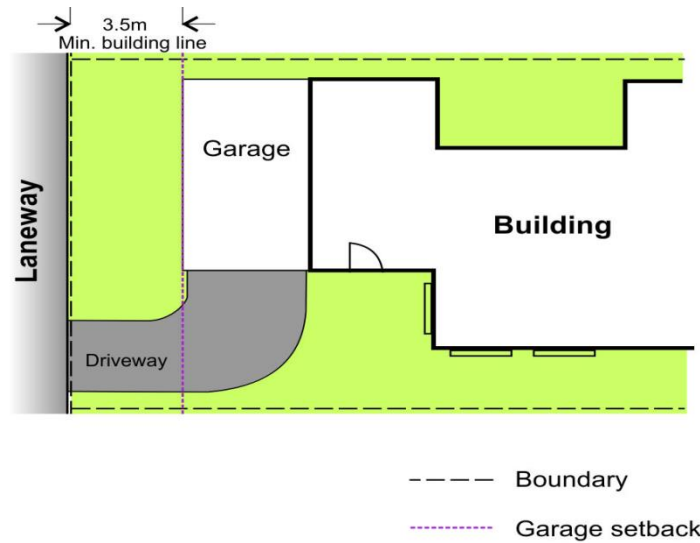 3.5m
Min. building line
Garage
Laneway
Building
Driveway
Boundary
Garage setback